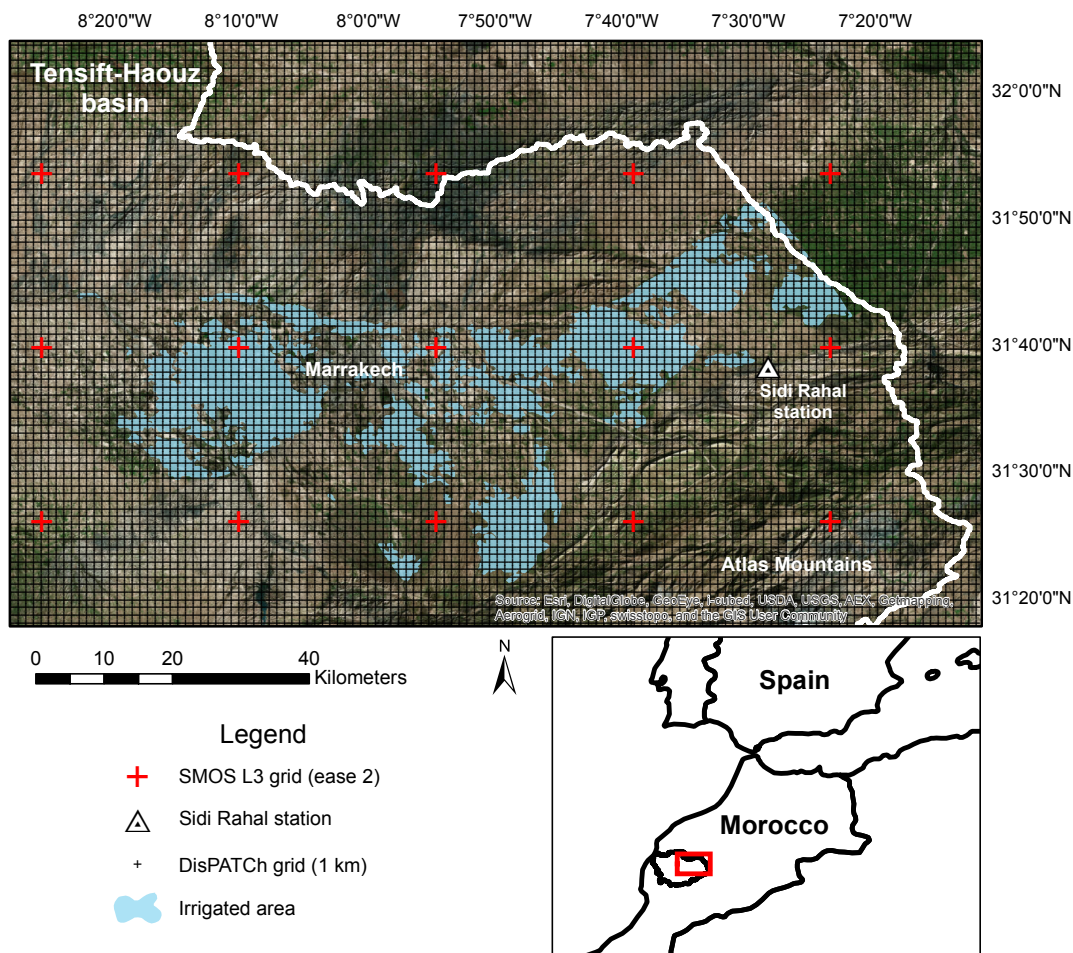 8°20'0"W 8°10'0"W 8°0'0"W 7°50'0"W 7°40'0"W 7°30'0"W 7°20'0"W
Tensift-Haouz
basin
32°0'0"N
31°50'0"N
31°40'0"N
Marrakech
Sidi Rahal
station
31°30'0"N
Atlas Mountains
31°20'0"N
Source: Esri, DigitalGlobe, GeoEye, i-cubed, USDA, USGS, AEX, Getmapping,
Aerogrid, IGN, IGP, swisstopo, and the GIS User Community
0 10 20 40
Kilometers
N
Legend
SMOS L3 grid (ease 2)
Sidi Rahal station
DisPATCh grid (1 km)
Irrigated area
Spain
Morocco